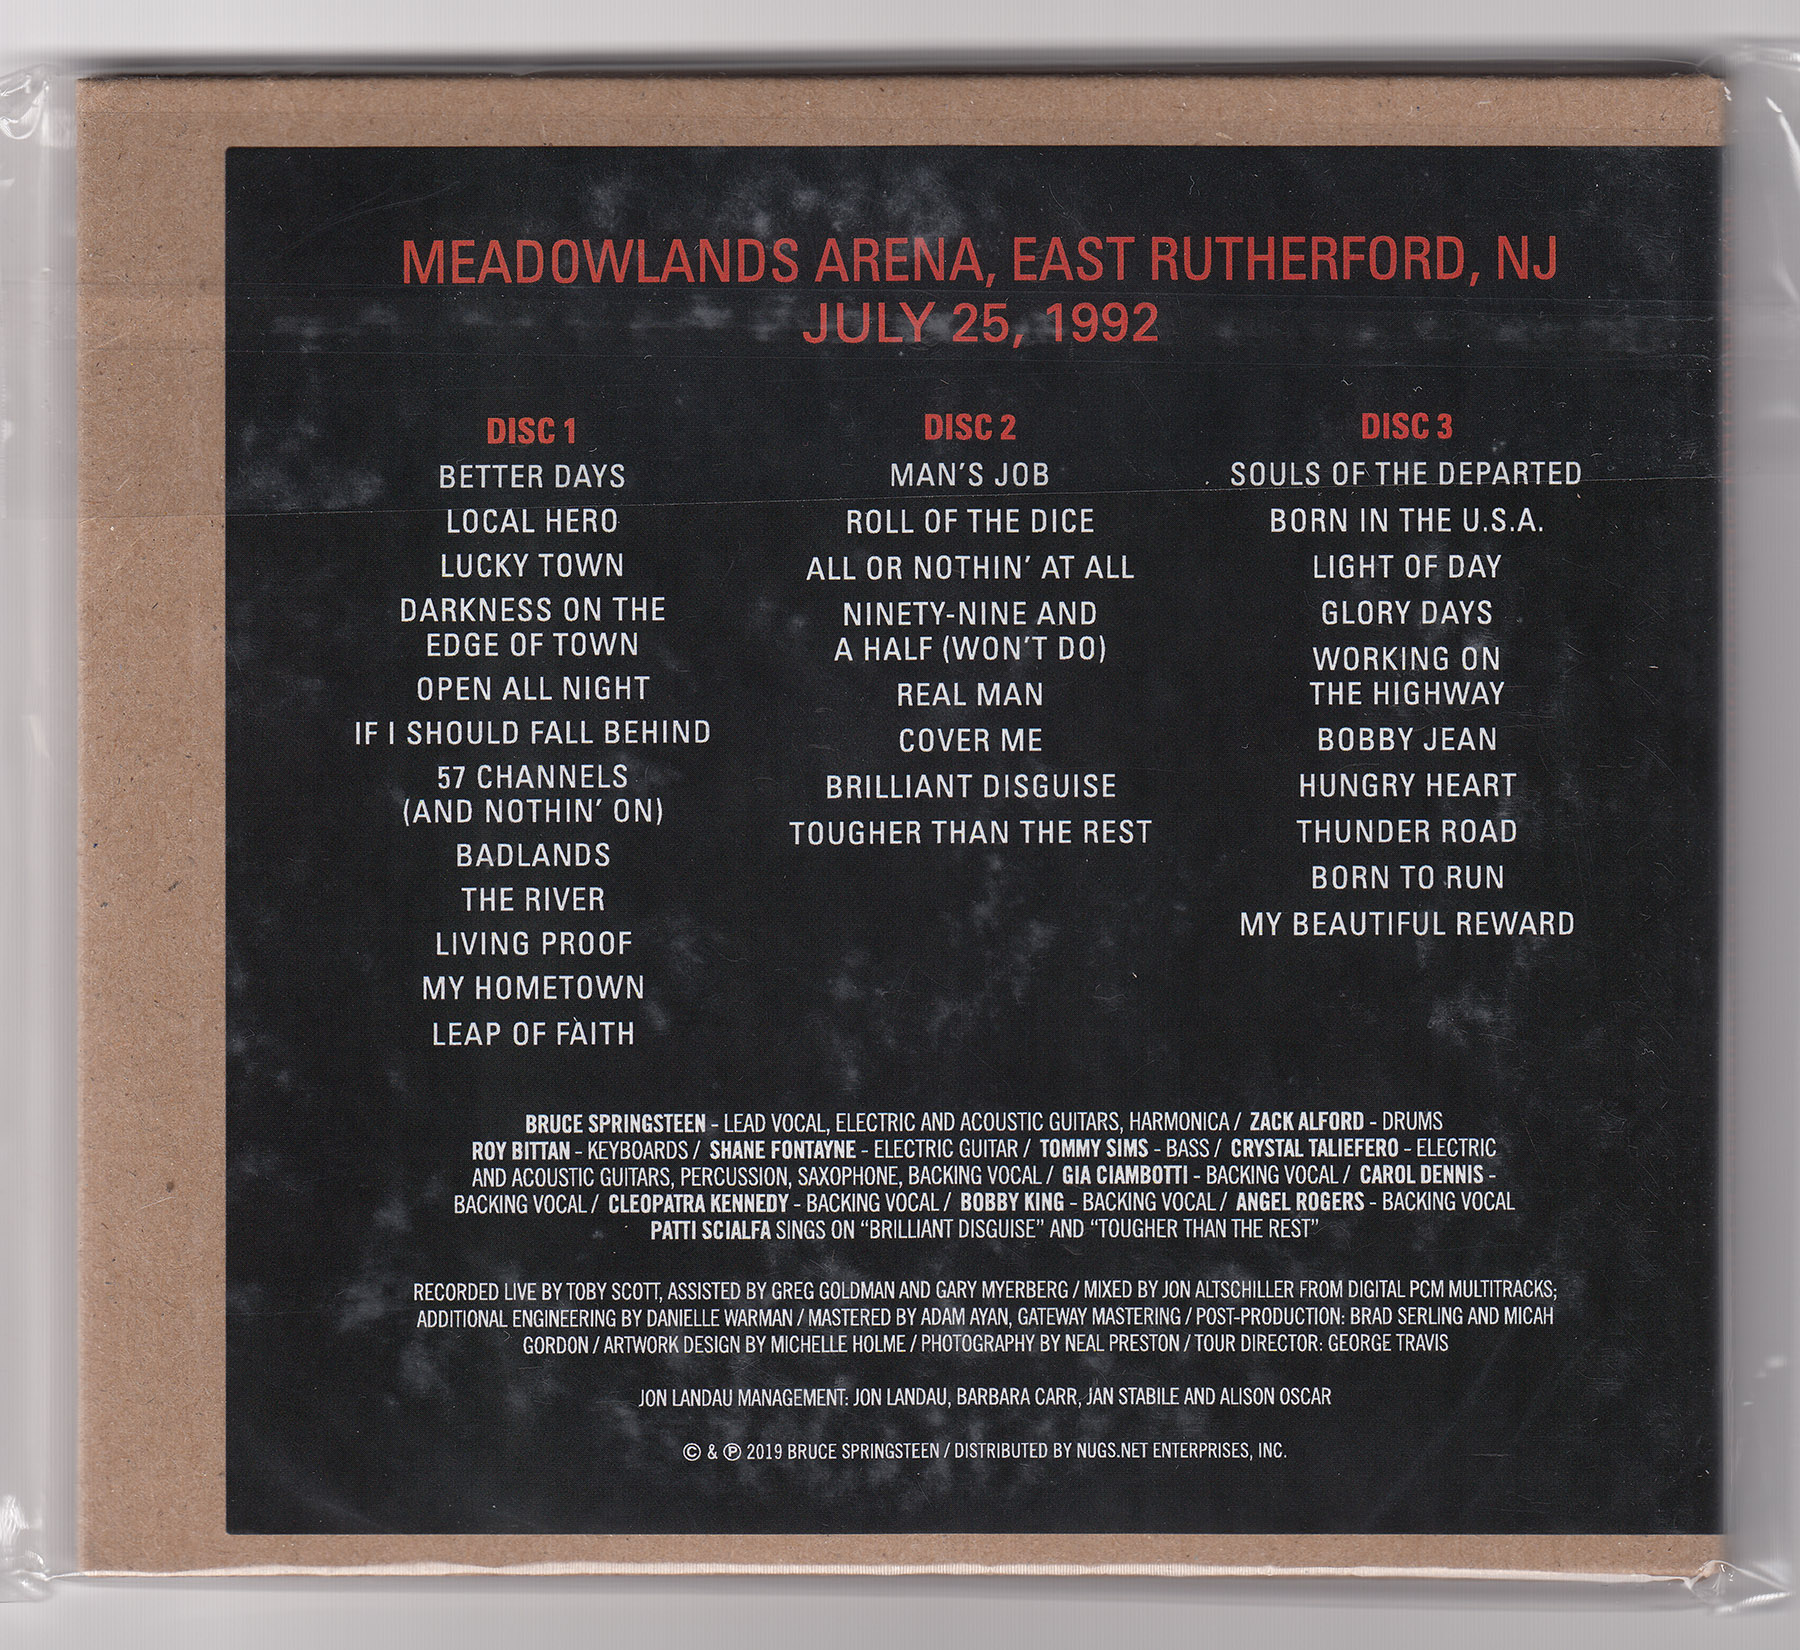 MEADOWLANDS ARENA, EAST RUTHERFORD, NJ
JULY 25, 1992
DISC 1
BETTER DAYS
LOCAL HERO
LUCKY TOWN
DARKNESS ON THE
EDGE OF TOWN
OPEN ALL NIGHT
IF I SHOULD FALL BEHIND
57 CHANNELS
(AND NOTHIN' ON)
BADLANDS
THE RIVER
LIVING PROOF
MY HOMETOWN
LEAP OF FAITH
DISC 2
MAN'S JOB
ROLL OF THE DICE
ALL OR NOTHIN' AT ALL
NINETY-NINE AND
A HALF (WON'T DO)
REAL MAN
COVER ME
BRILLIANT DISGUISE
TOUGHER THAN THE REST
DISC 3
SOULS OF THE DEPARTED
BORN IN THE U.S.A.
LIGHT OF DAY
GLORY DAYS
WORKING ON
THE HIGHWAY
BOBBY JEAN
HUNGRY HEART
THUNDER ROAD
BORN TO RUN
MY BEAUTIFUL REWARD
BRUCE SPRINGSTEEN - LEAD VOCAL, ELECTRIC AND ACOUSTIC GUITARS, HARMONICA / ZACK ALFORD - DRUMS
ROY BITTAN - KEYBOARDS / SHANE FONTAYNE - ELECTRIC GUITAR / TOMMY SIMS - BASS / CRYSTAL TALIEFERO - ELECTRIC
AND ACOUSTIC GUITARS, PERCUSSION, SAXOPHONE, BACKING VOCAL / GIA CIAMBOTTI - BACKING VOCAL / CAROL DENNIS -
BACKING VOCAL / CLEOPATRA KENNEDY - BACKING VOCAL / BOBBY KING - BACKING VOCAL / ANGEL ROGERS - BACKING VOCAL
PATTI SCIALFA SINGS ON "BRILLIANT DISGUISE" AND "TOUGHER THAN THE REST"
RECORDED LIVE BY TOBY SCOTT, ASSISTED BY GREG GOLDMAN AND GARY MYERBERG / MIXED BY JON ALTSCHILLER FROM DIGITAL PCM MULTITRACKS;
ADDITIONAL ENGINEERING BY DANIELLE WARMAN / MASTERED BY ADAM AYAN, GATEWAY MASTERING / POST-PRODUCTION: BRAD SERLING AND MICAH
GORDON / ARTWORK DESIGN BY MICHELLE HOLME / PHOTOGRAPHY BY NEAL PRESTON / TOUR DIRECTOR: GEORGE TRAVIS
JON LANDAU MANAGEMENT: JON LANDAU, BARBARA CARR, JAN STABILE AND ALISON OSCAR
© & ℗ 2019 BRUCE SPRINGSTEEN / DISTRIBUTED BY NUGS.NET ENTERPRISES, INC.